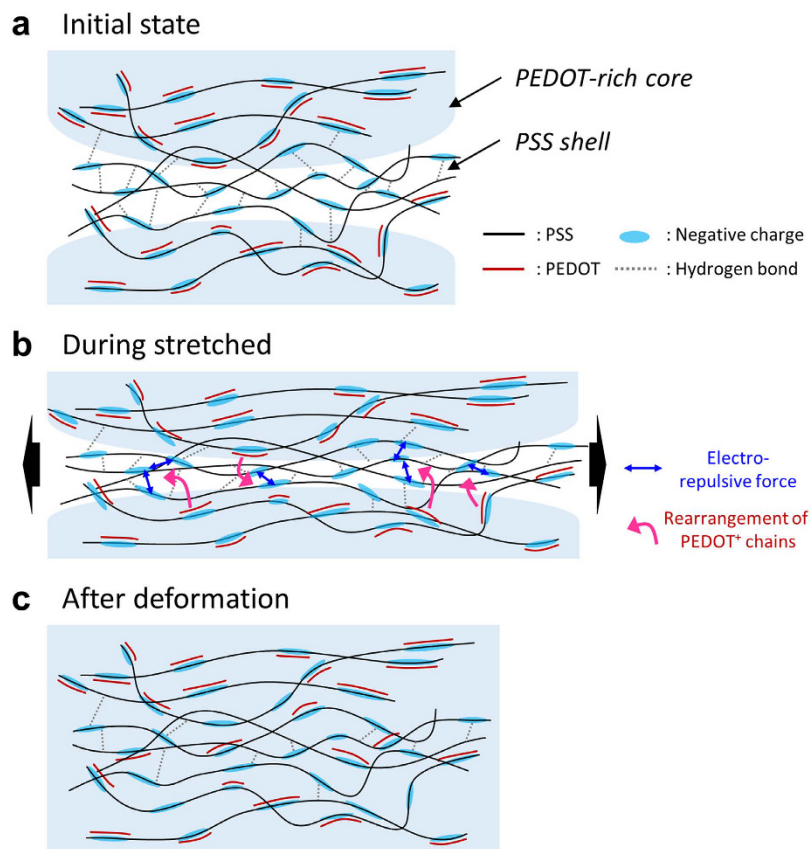 a Initial state
PEDOT-rich core
PSS shell
: PSS
: Negative charge
: PEDOT
: Hydrogen bond
b During stretched
Electro-
repulsive force
Rearrangement of
PEDOT⁺ chains
c After deformation